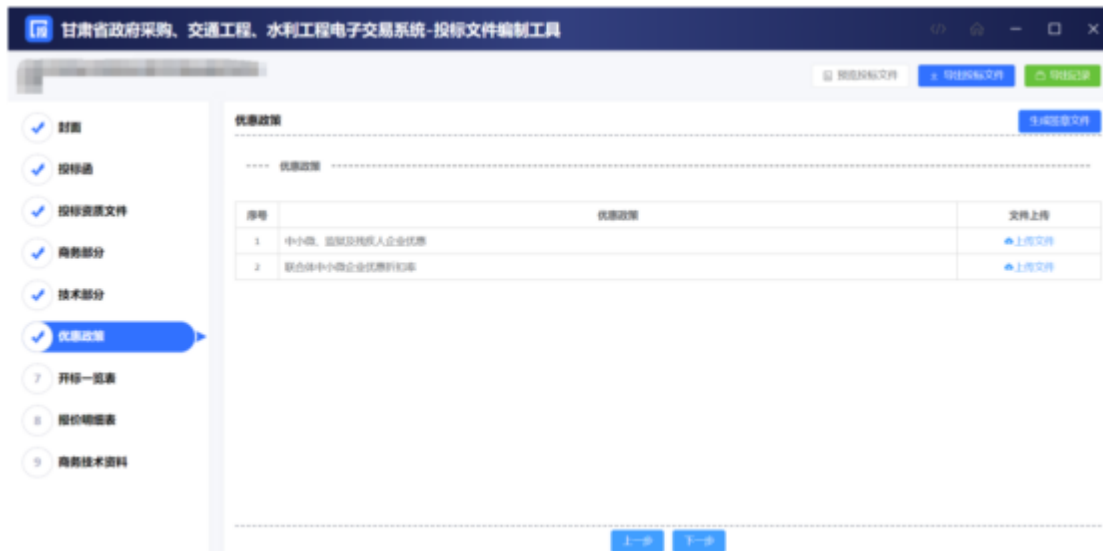 甘肃省政府采购、交通工程、水利工程电子交易系统-投标文件编制工具
预览投标文件 导出投标文件 导出记录
封面
投标函
投标资质文件
商务部分
技术部分
优惠政策
7 开标一览表
8 报价明细表
9 商务技术资料
优惠政策 生成签章文件
优惠政策
序号 优惠政策 文件上传
1 中小微、监狱及残疾人企业优惠 上传文件
2 联合体中小微企业优惠折扣率 上传文件
上一步 下一步